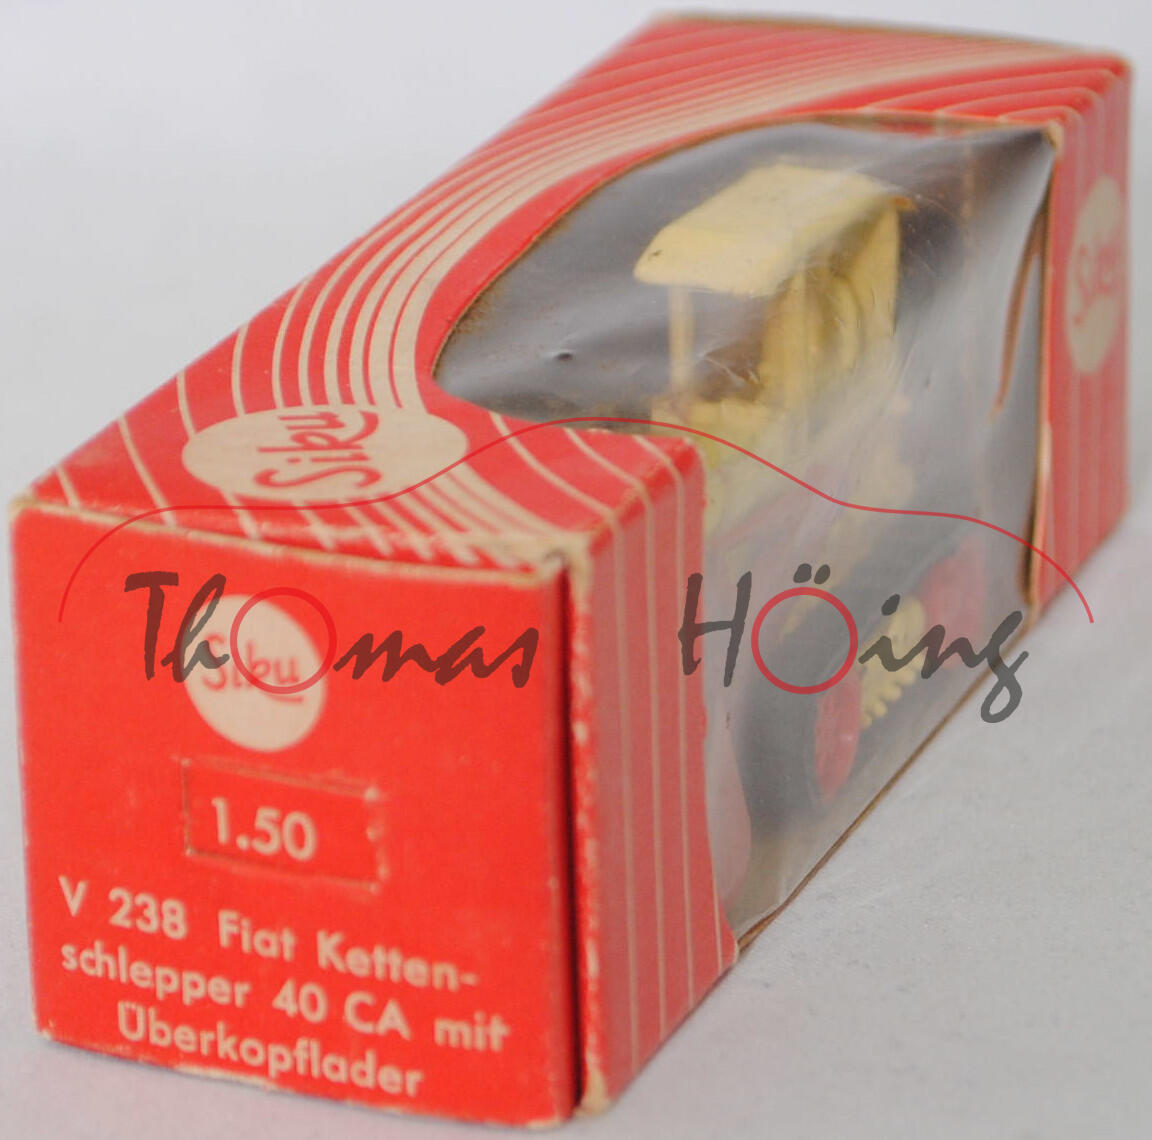 Siku
Siku
Thomas Höing
Siku
1.50
V 238 Fiat Ketten-
schlepper 40 CA mit
Überkopflader